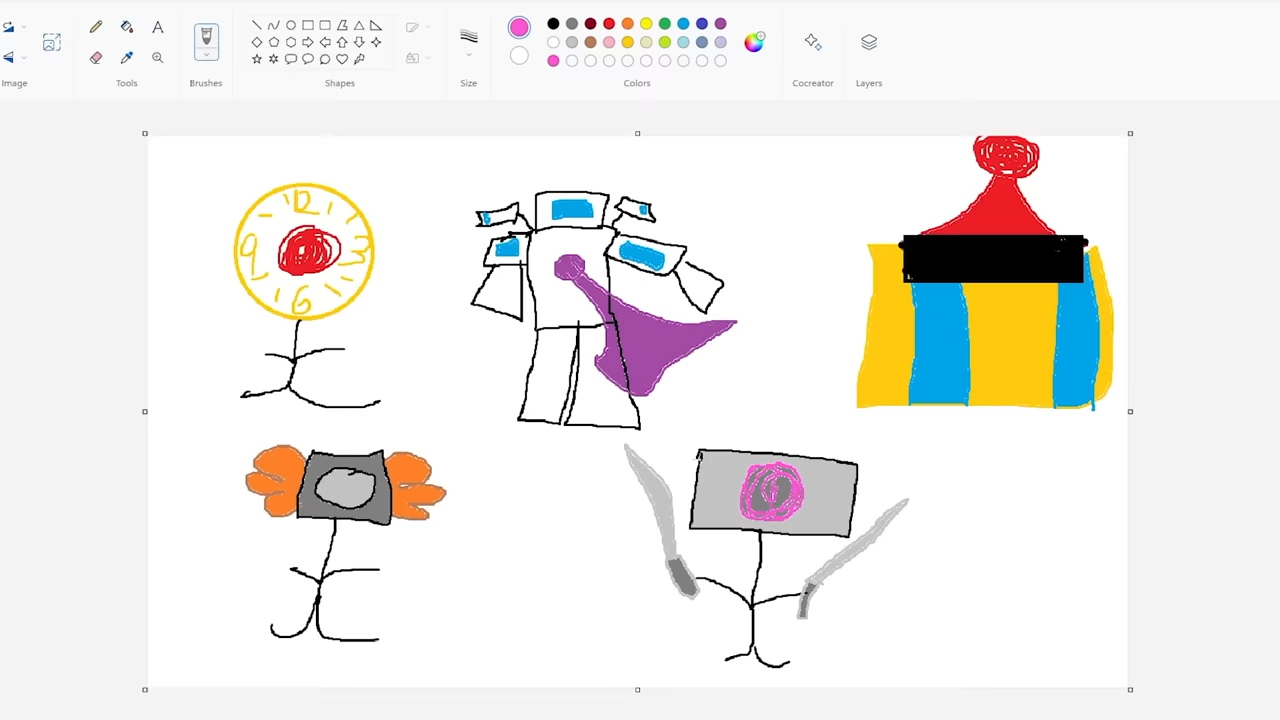 Image
Tools
Brushes
Shapes
Size
Colors
Cocreator
Layers
A
12
9 3
6